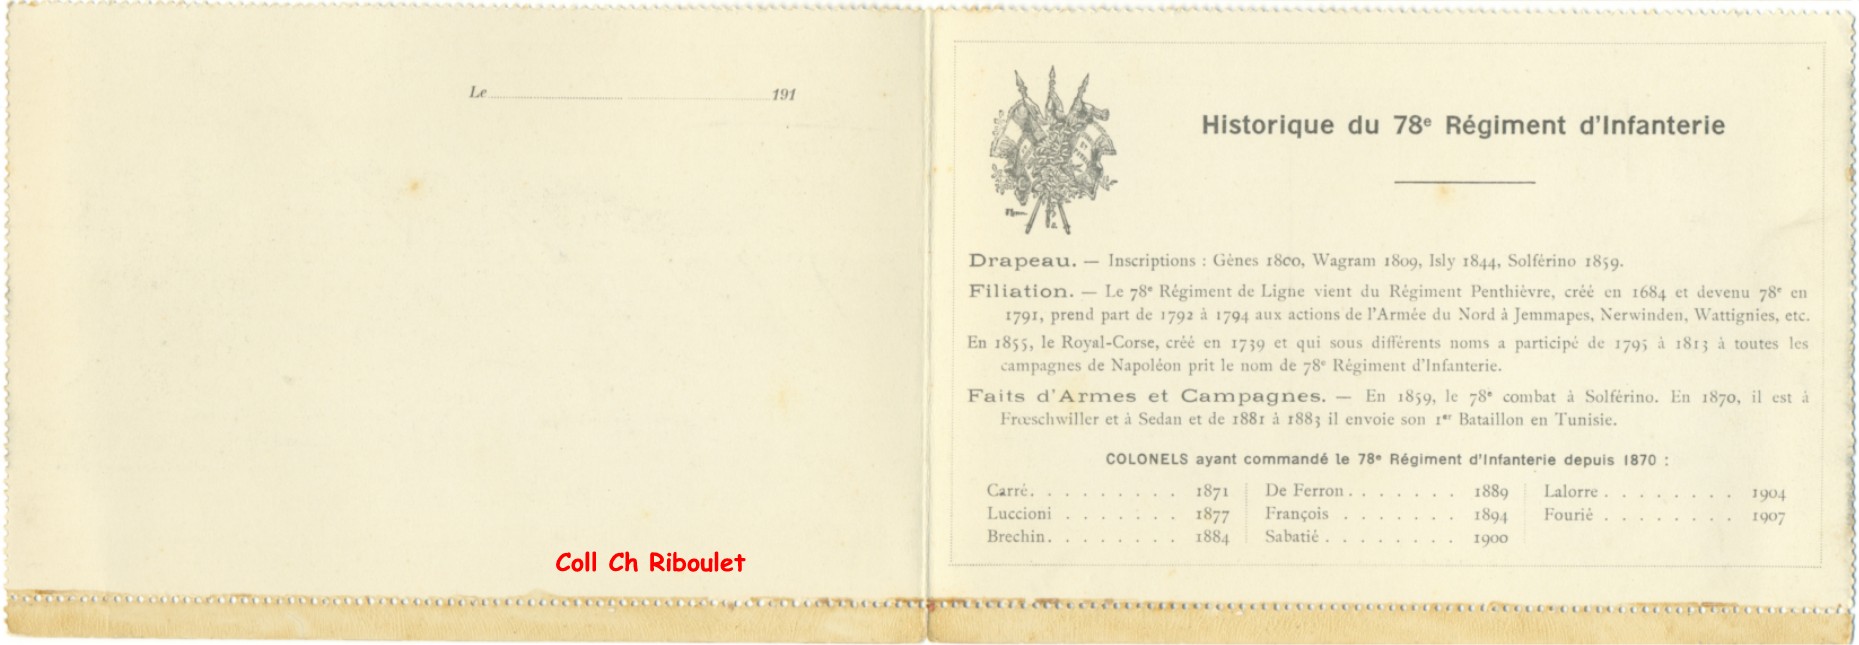 Le 191
Coll Ch Riboulet
Historique du 78e Régiment d'Infanterie
Drapeau. — Inscriptions : Gènes 1800, Wagram 1809, Isly 1844, Solférino 1859.
Filiation. — Le 78e Régiment de Ligne vient du Régiment Penthièvre, créé en 1684 et devenu 78e en
1791, prend part de 1792 à 1794 aux actions de l'Armée du Nord à Jemmapes, Nerwinden, Wattignies, etc.
En 1855, le Royal-Corse, créé en 1739 et qui sous différents noms a participé de 1795 à 1813 à toutes les
campagnes de Napoléon prit le nom de 78e Régiment d'Infanterie.
Faits d'Armes et Campagnes. — En 1859, le 78e combat à Solférino. En 1870, il est à
Frœschwiller et à Sedan et de 1881 à 1883 il envoie son 1er Bataillon en Tunisie.
COLONELS ayant commandé le 78e Régiment d'Infanterie depuis 1870 :
Carré. . . . . . . . . 1871
Luccioni . . . . . . . 1877
Brechin. . . . . . . . 1884
De Ferron. . . . . . . 1889
François . . . . . . . 1894
Sabatié . . . . . . . . 1900
Lalorre . . . . . . . . 1904
Fourié . . . . . . . . 1907